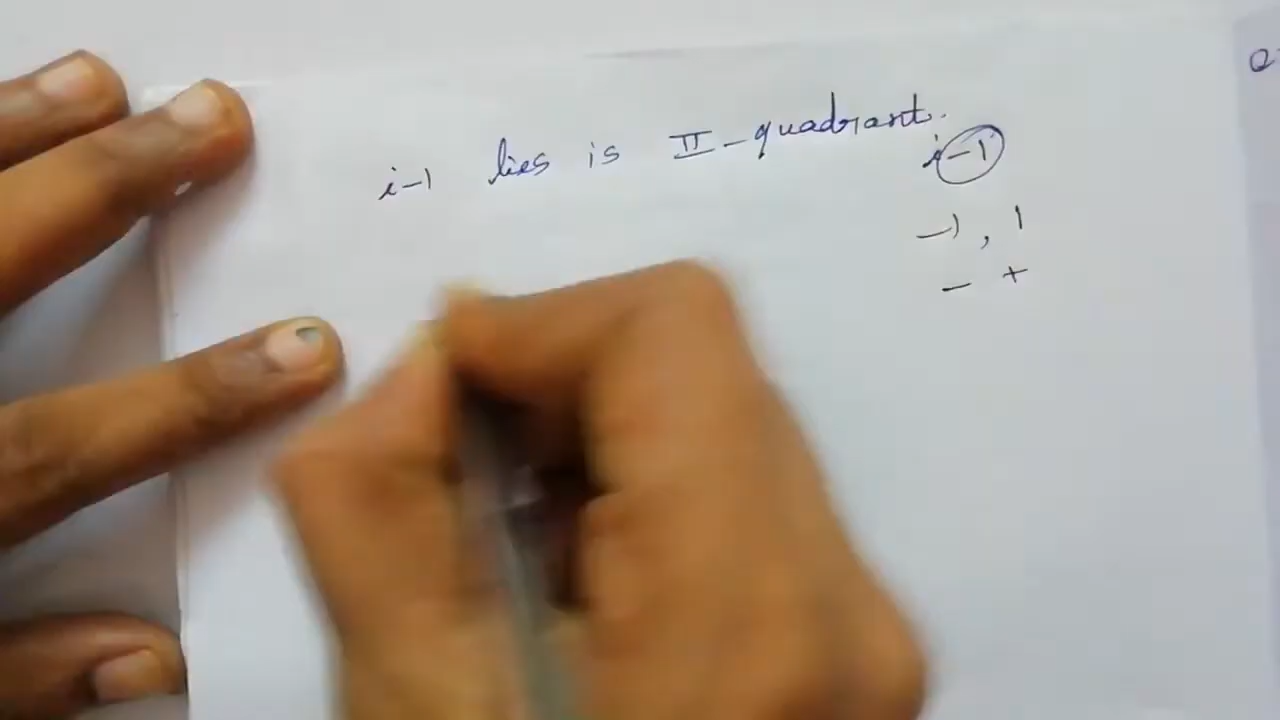 i-1 lies is II-quadrant.
i-1
-1, 1
- +